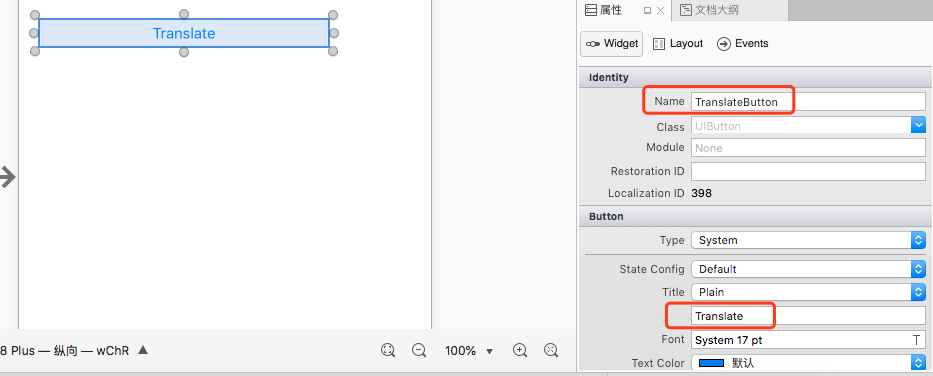 Translate
8 Plus — 纵向 — wChR ▲
100% ▼
属性
文档大纲
Widget
Layout
Events
Identity
Name TranslateButton
Class UIButton
Module None
Restoration ID
Localization ID 398
Button
Type System
State Config Default
Title Plain
Translate
Font System 17 pt T
Text Color 默认